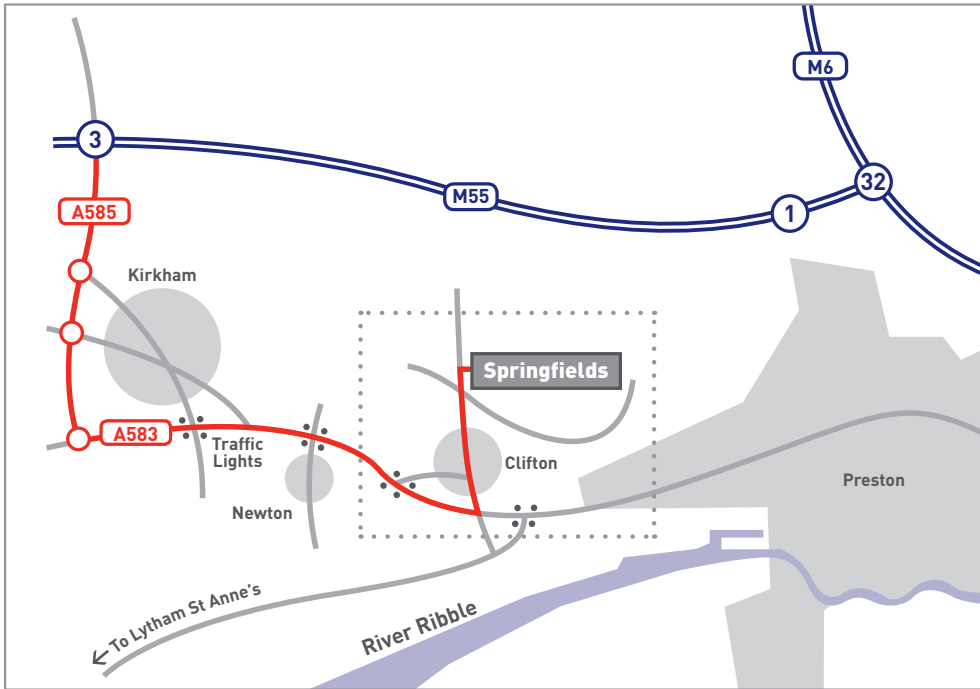 M6
3
M55
32
1
A585
Kirkham
Springfields
A583
Traffic
Lights
Clifton
Newton
Preston
To Lytham St Anne's
River Ribble